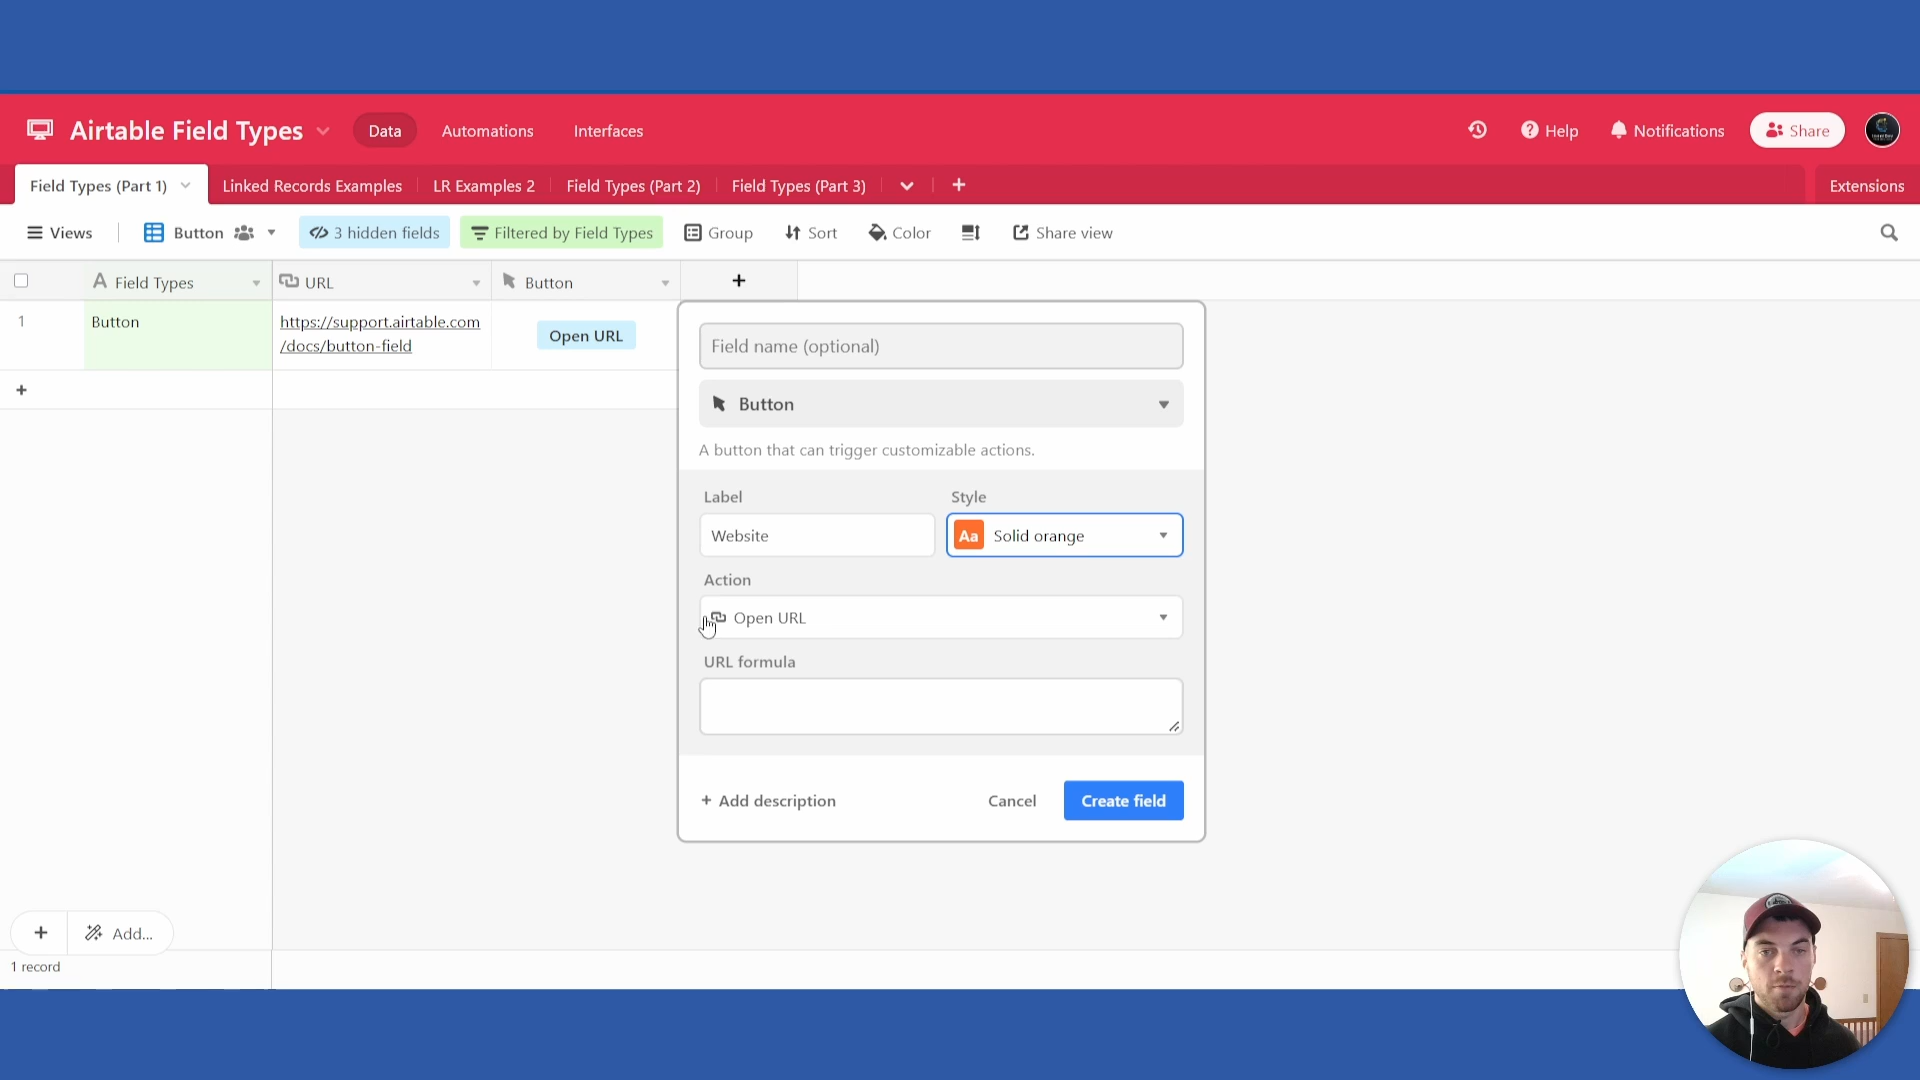 Airtable Field Types
Data
Automations
Interfaces
Help
Notifications
Share
Field Types (Part 1)
Linked Records Examples
LR Examples 2
Field Types (Part 2)
Field Types (Part 3)
Extensions
Views
Button
3 hidden fields
Filtered by Field Types
Group
Sort
Color
Share view
A Field Types
URL
Button
1
Button
https://support.airtable.com
/docs/button-field
Open URL
Field name (optional)
Button
A button that can trigger customizable actions.
Label
Style
Website
Aa Solid orange
Action
Open URL
URL formula
+ Add description
Cancel
Create field
+
Add...
1 record